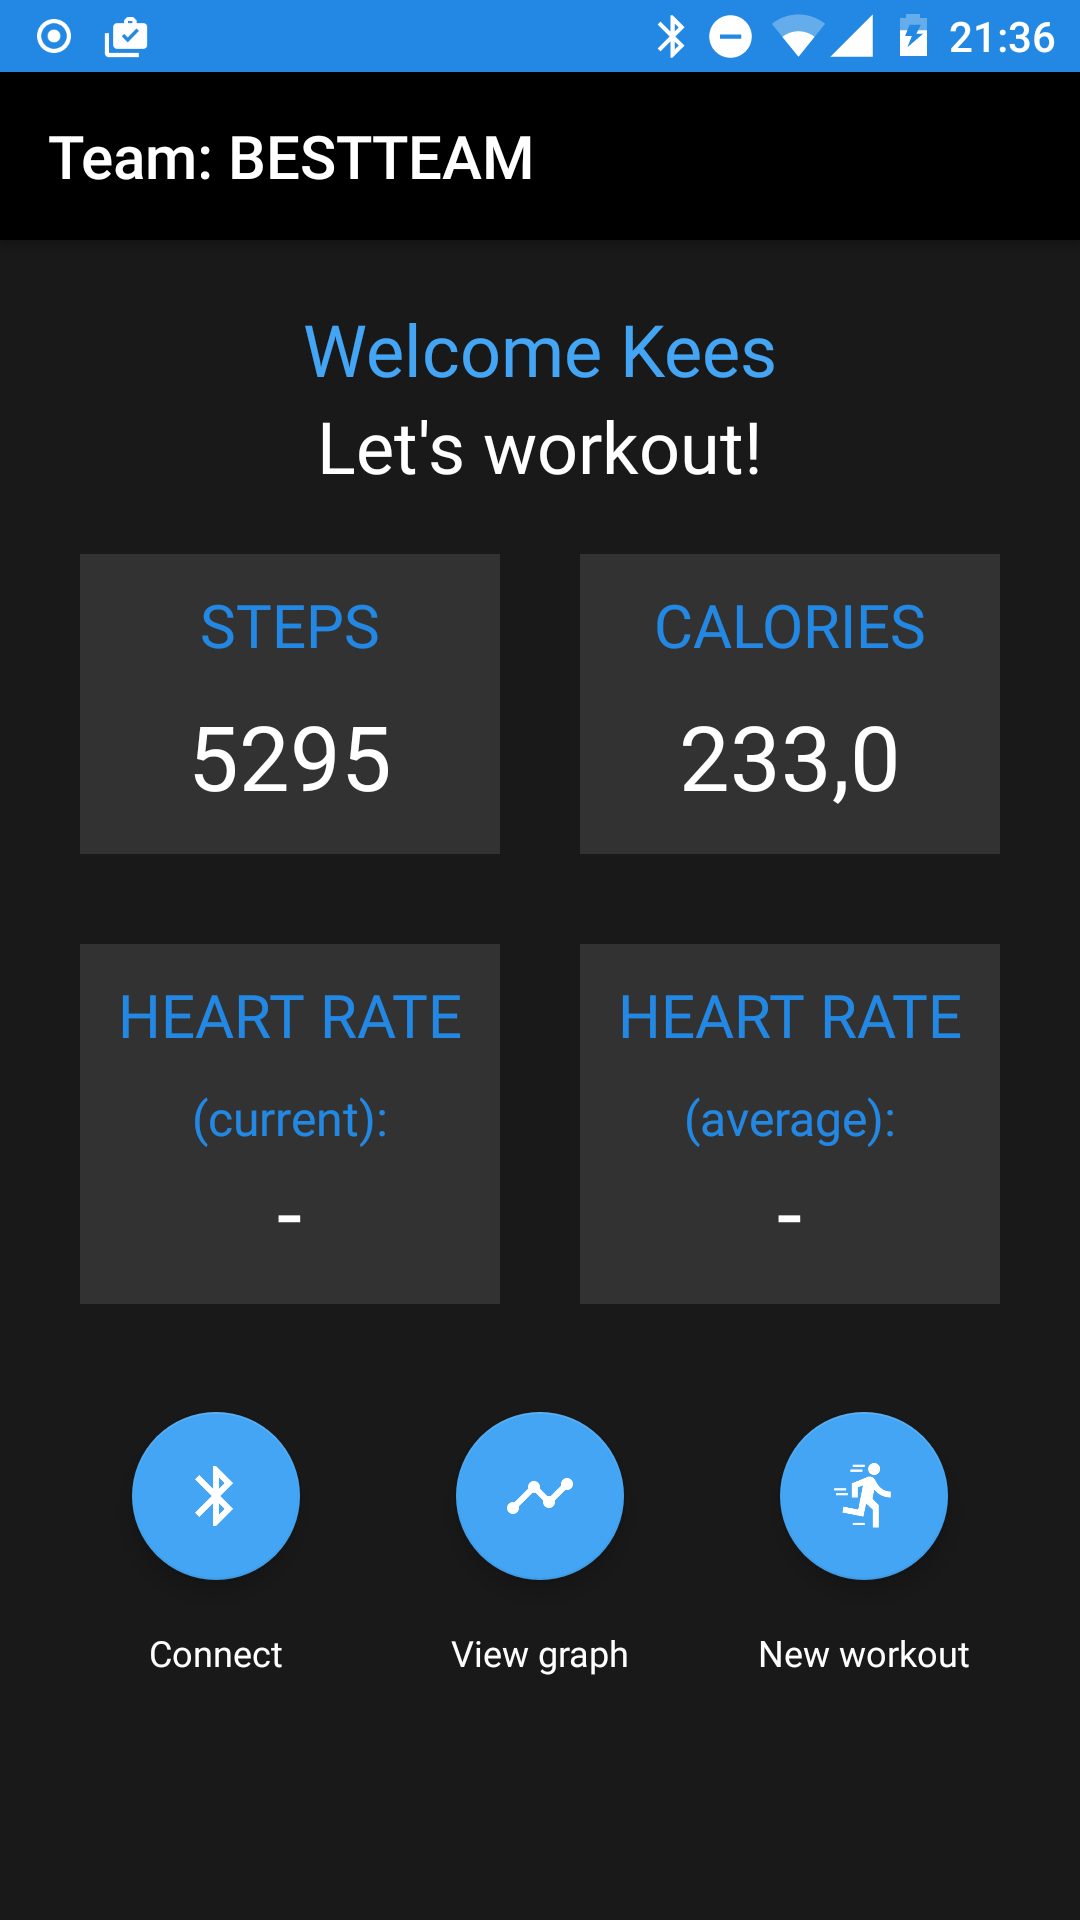 21:36
Team: BESTTEAM
Welcome Kees
Let's workout!
STEPS
5295
CALORIES
233,0
HEART RATE
(current):
-
HEART RATE
(average):
-
Connect
View graph
New workout